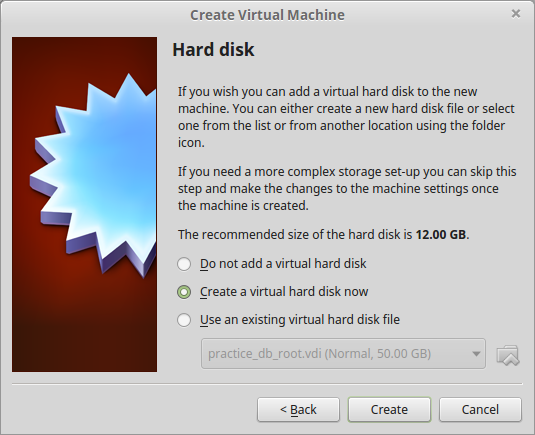 Create Virtual Machine
Hard disk
If you wish you can add a virtual hard disk to the new
machine. You can either create a new hard disk file or select
one from the list or from another location using the folder
icon.
If you need a more complex storage set-up you can skip this
step and make the changes to the machine settings once
the machine is created.
The recommended size of the hard disk is 12.00 GB.
Do not add a virtual hard disk
Create a virtual hard disk now
Use an existing virtual hard disk file
practice_db_root.vdi (Normal, 50.00 GB)
< Back
Create
Cancel